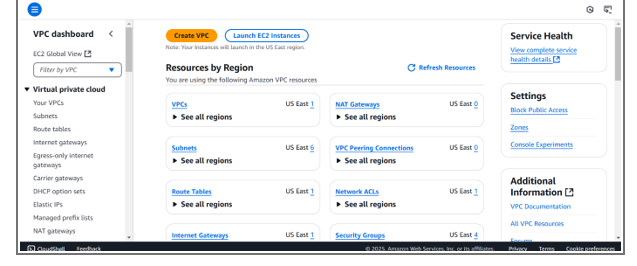 VPC dashboard
EC2 Global View
Filter by VPC
Virtual private cloud
Your VPCs
Subnets
Route tables
Internet gateways
Egress-only internet
gateways
Carrier gateways
DHCP option sets
Elastic IPs
Managed prefix lists
NAT gateways
Create VPC
Launch EC2 Instances
Note: Your Instances will launch in the US East region.
Resources by Region
Refresh Resources
You are using the following Amazon VPC resources
VPCs US East 1
See all regions
NAT Gateways US East 0
See all regions
Subnets US East 6
See all regions
VPC Peering Connections US East 0
See all regions
Route Tables US East 1
See all regions
Network ACLs US East 1
See all regions
Internet Gateways US East 1
Security Groups US East 4
Service Health
View complete service
health details
Settings
Block Public Access
Zones
Console Experiments
Additional
Information
VPC Documentation
All VPC Resources
Forums
CloudShell Feedback
© 2025, Amazon Web Services, Inc. or its affiliates.
Privacy Terms Cookie preferences